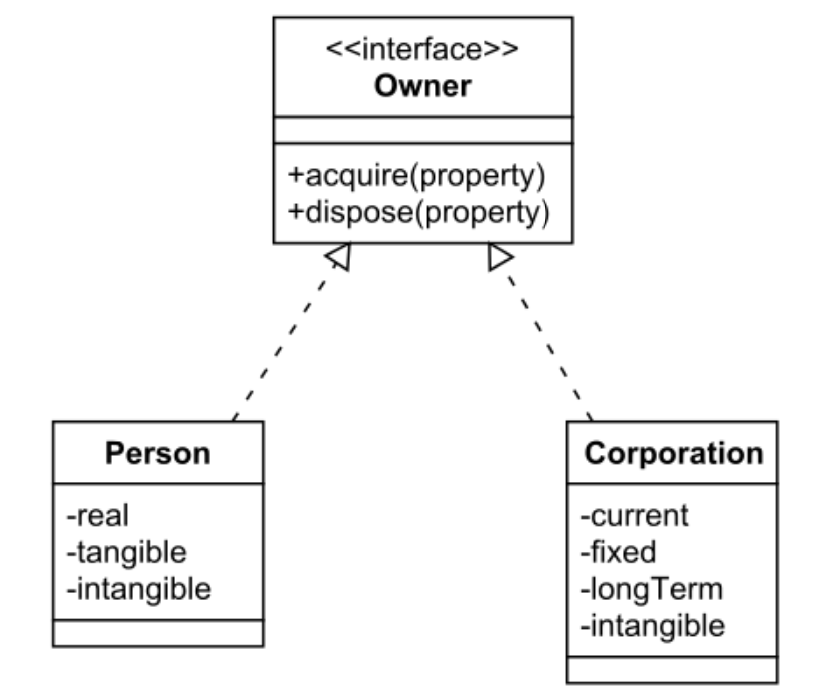 <<interface>>
Owner
+acquire(property)
+dispose(property)
Person
-real
-tangible
-intangible
Corporation
-current
-fixed
-longTerm
-intangible